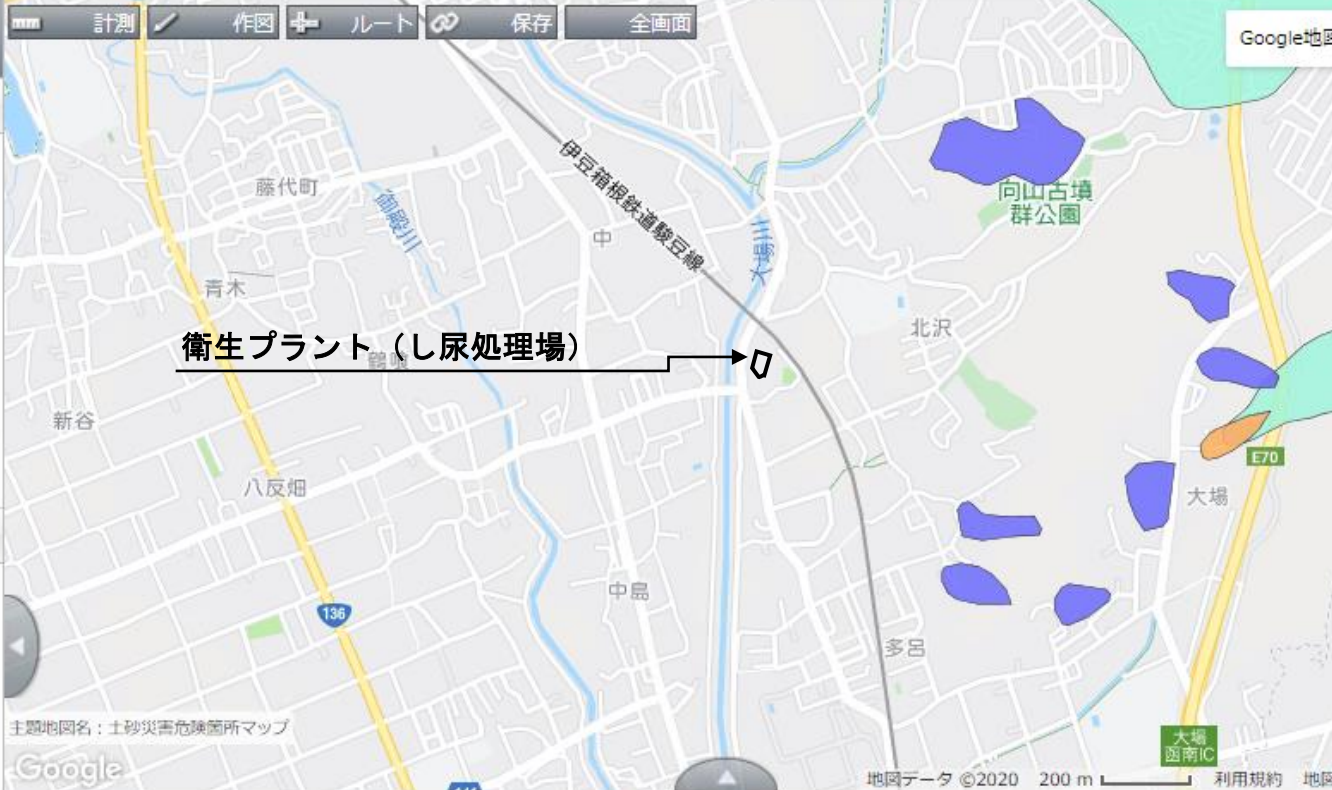 計測
作図
ルート
保存
全画面
Google地図
伊豆箱根鉄道駿豆線
藤代町
御殿川
中
大場川
向山古墳
群公園
青木
北沢
衛生プラント（し尿処理場）
鶴喰
新谷
E70
八反畑
大場
中島
136
多呂
主題地図名：土砂災害危険箇所マップ
大場
函南IC
Google
地図データ ©2020
200 m
利用規約
地図